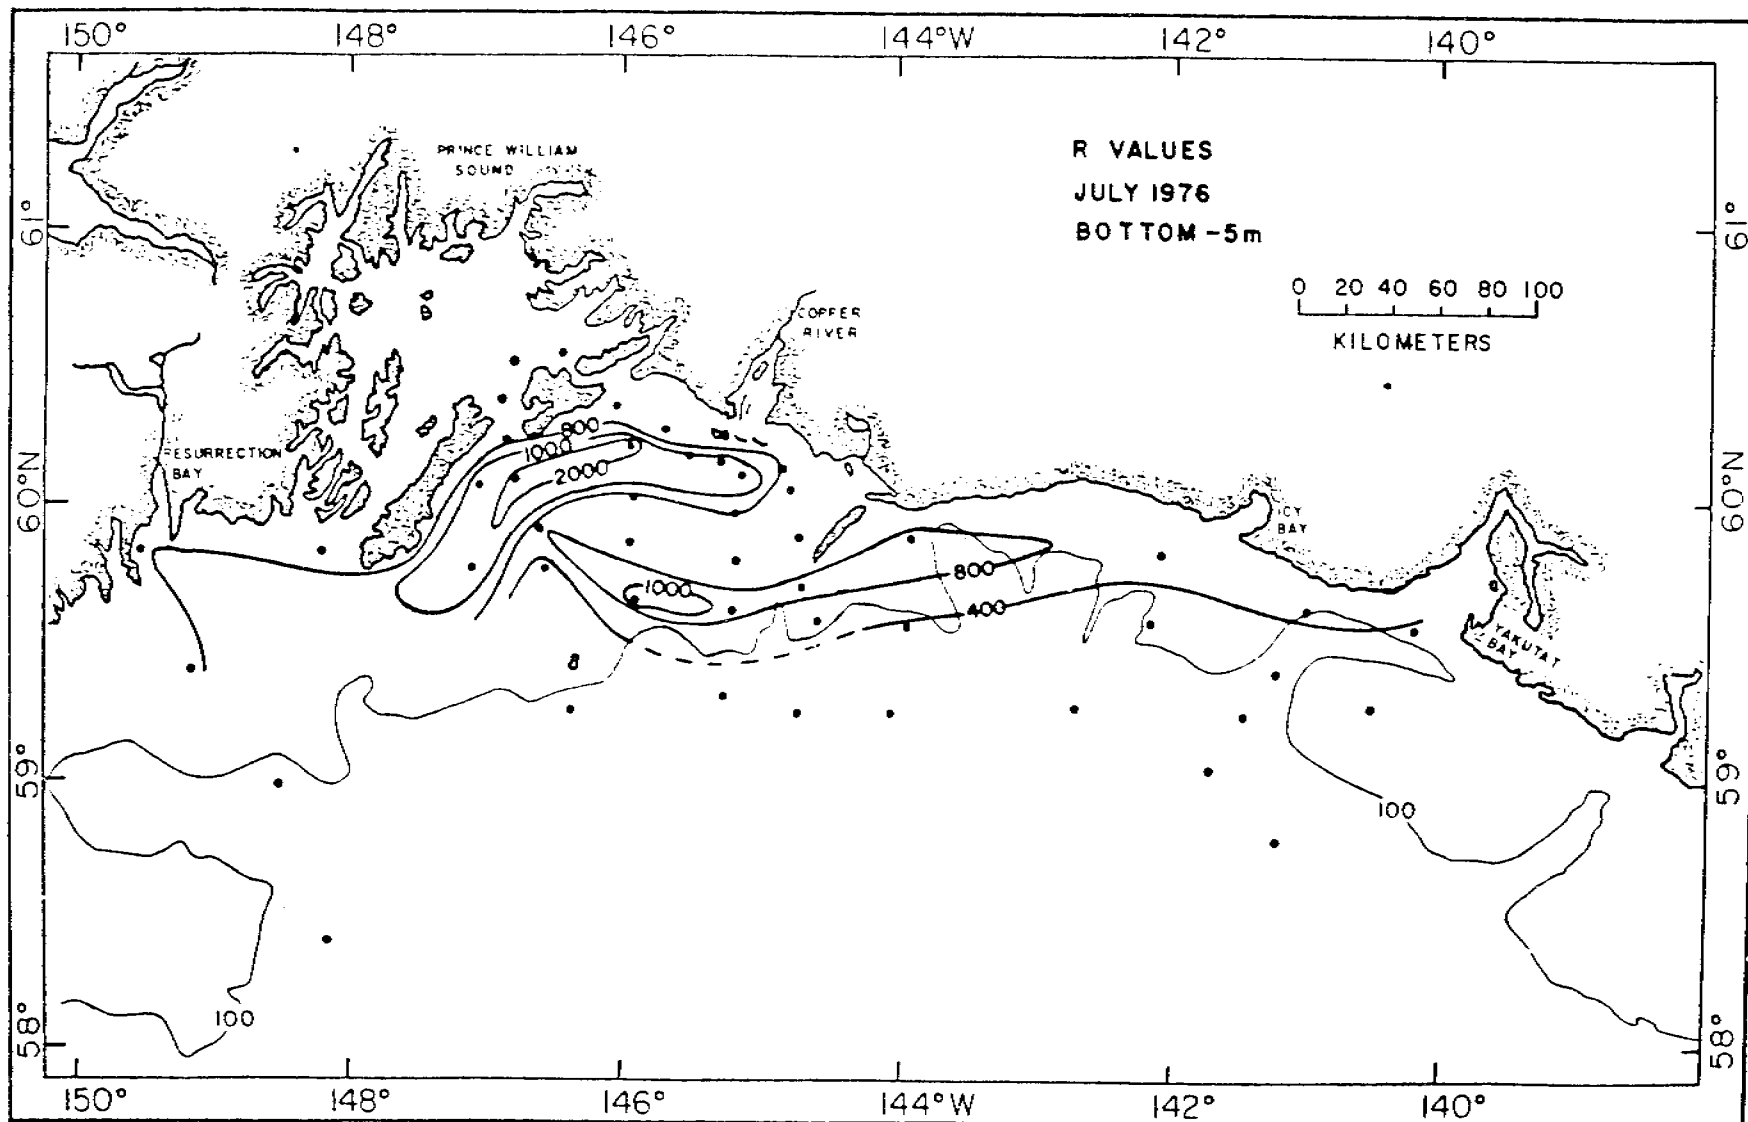 150° 148° 146° 144°W 142° 140°
R VALUES
JULY 1976
BOTTOM -5m
PRINCE WILLIAM
SOUND
61° 61°
0 20 40 60 80 100
KILOMETERS
COPPER
RIVER
RESURRECTION
BAY
800
1000
2000
60°N 60°N
ICY
BAY
800
1000
400
YAKUTAT
BAY
59° 59°
100
100
58° 58°
150° 148° 146° 144°W 142° 140°